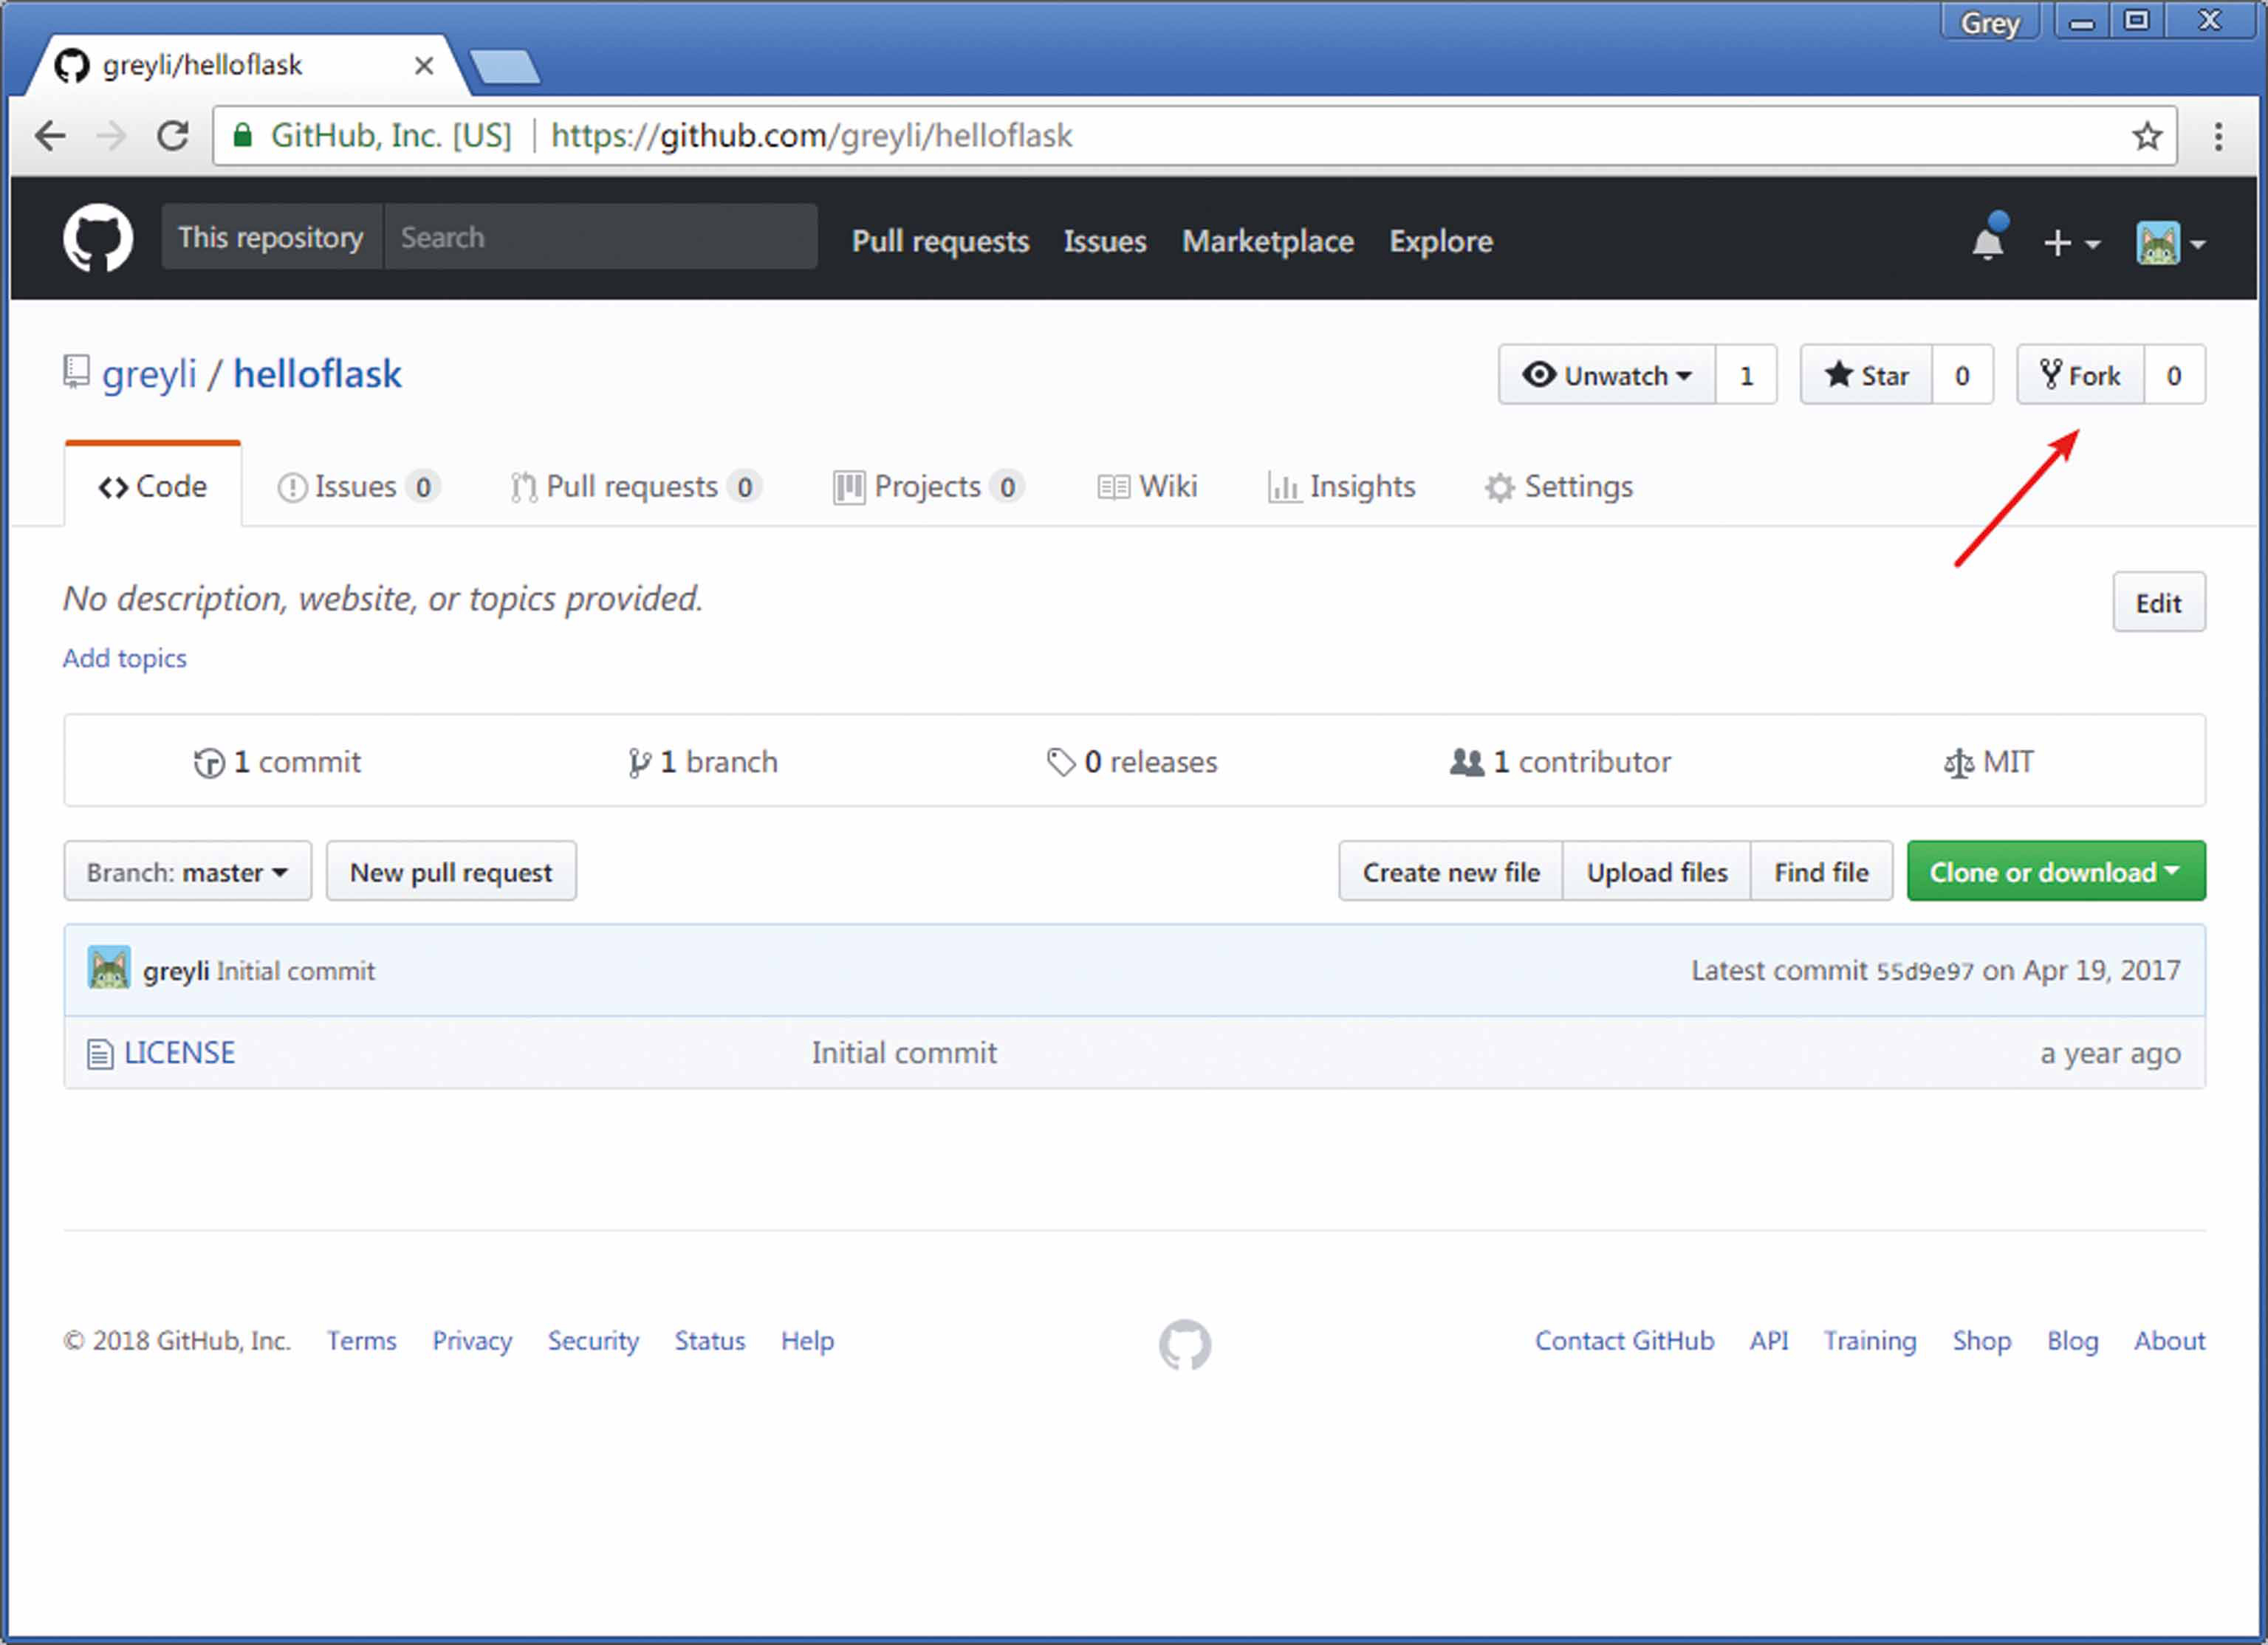 Grey
greyli/helloflask
GitHub, Inc. [US] https://github.com/greyli/helloflask
This repository Search Pull requests Issues Marketplace Explore
greyli / helloflask Unwatch 1 Star 0 Fork 0
Code Issues 0 Pull requests 0 Projects 0 Wiki Insights Settings
No description, website, or topics provided. Edit
Add topics
1 commit 1 branch 0 releases 1 contributor MIT
Branch: master New pull request Create new file Upload files Find file Clone or download
greyli Initial commit Latest commit 55d9e97 on Apr 19, 2017
LICENSE Initial commit a year ago
© 2018 GitHub, Inc. Terms Privacy Security Status Help Contact GitHub API Training Shop Blog About